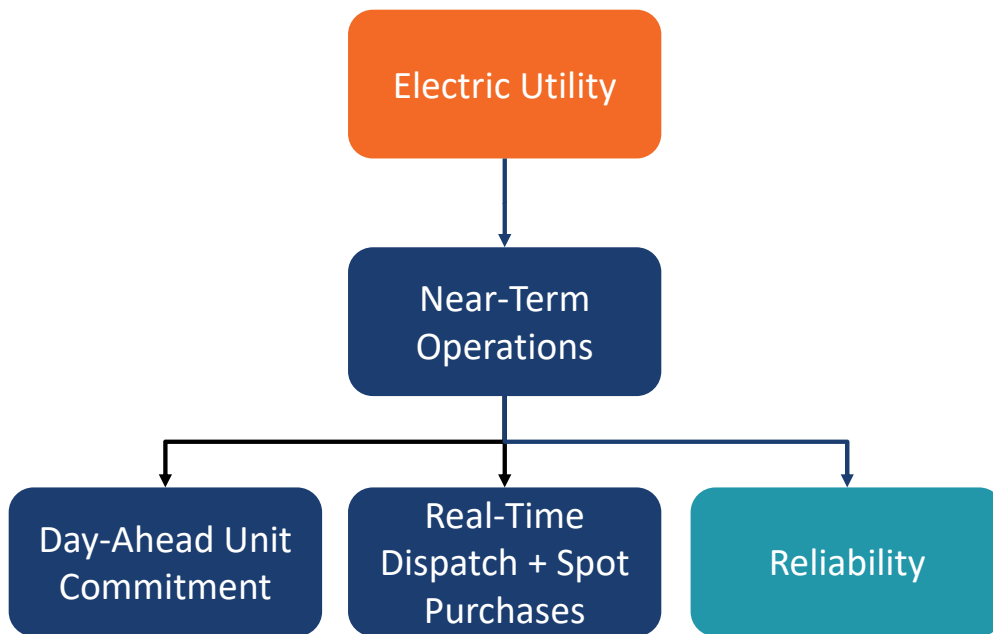 Electric Utility
Near-Term
Operations
Day-Ahead Unit
Commitment
Real-Time
Dispatch + Spot
Purchases
Reliability